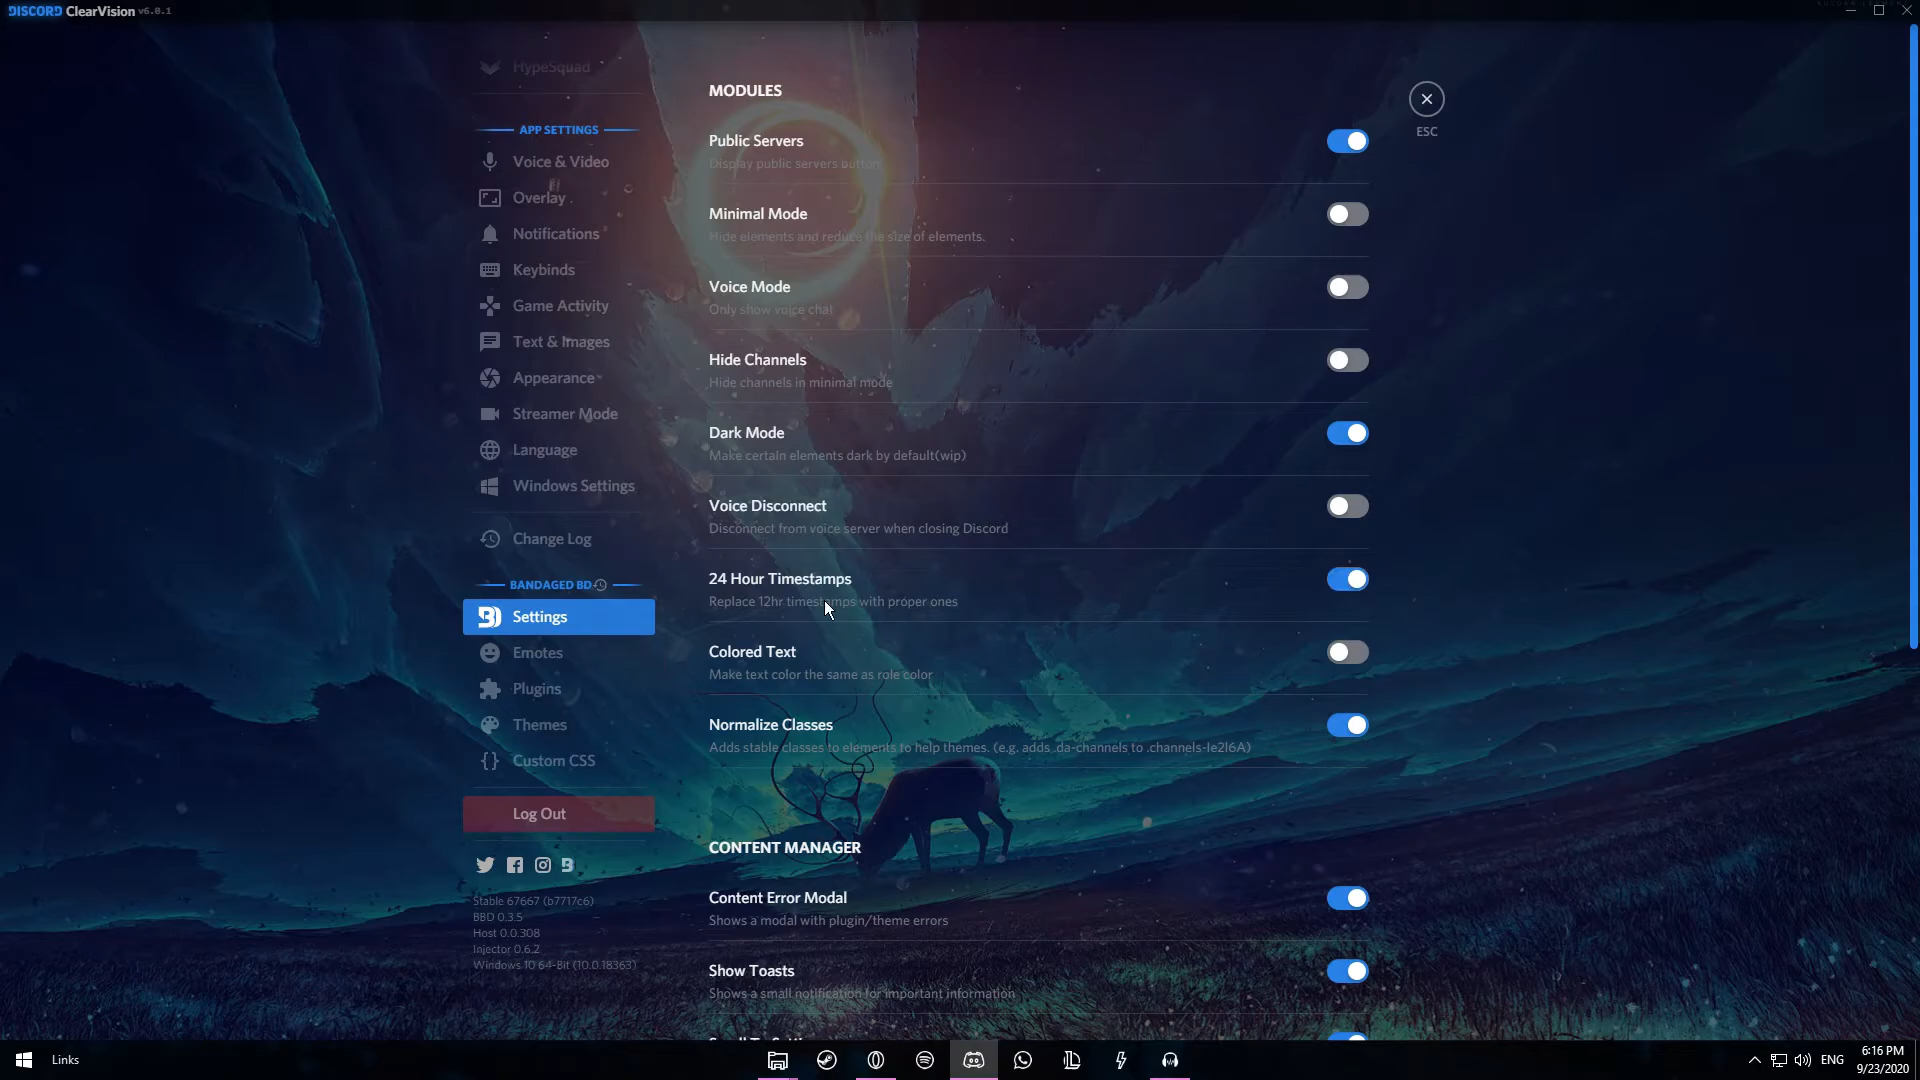 DISCORD ClearVision v6.0.1
HypeSquad
APP SETTINGS
Voice & Video
Overlay
Notifications
Keybinds
Game Activity
Text & Images
Appearance
Streamer Mode
Language
Windows Settings
Change Log
BANDAGED BD
Settings
Emotes
Plugins
Themes
Custom CSS
Log Out
Stable 67667 (b7717c6)
BBD 0.3.5
Host 0.0.308
Injector 0.6.2
Windows 10 64-Bit (10.0.18363)
MODULES
Public Servers
Display public servers button
Minimal Mode
Hide elements and reduce the size of elements.
Voice Mode
Only show voice chat
Hide Channels
Hide channels in minimal mode
Dark Mode
Make certain elements dark by default(wip)
Voice Disconnect
Disconnect from voice server when closing Discord
24 Hour Timestamps
Replace 12hr timestamps with proper ones
Colored Text
Make text color the same as role color
Normalize Classes
Adds stable classes to elements to help themes. (e.g. adds .da-channels to .channels-Ie2l6A)
CONTENT MANAGER
Content Error Modal
Shows a modal with plugin/theme errors
Show Toasts
Shows a small notification for important information
ESC
Links
ENG
6:16 PM
9/23/2020